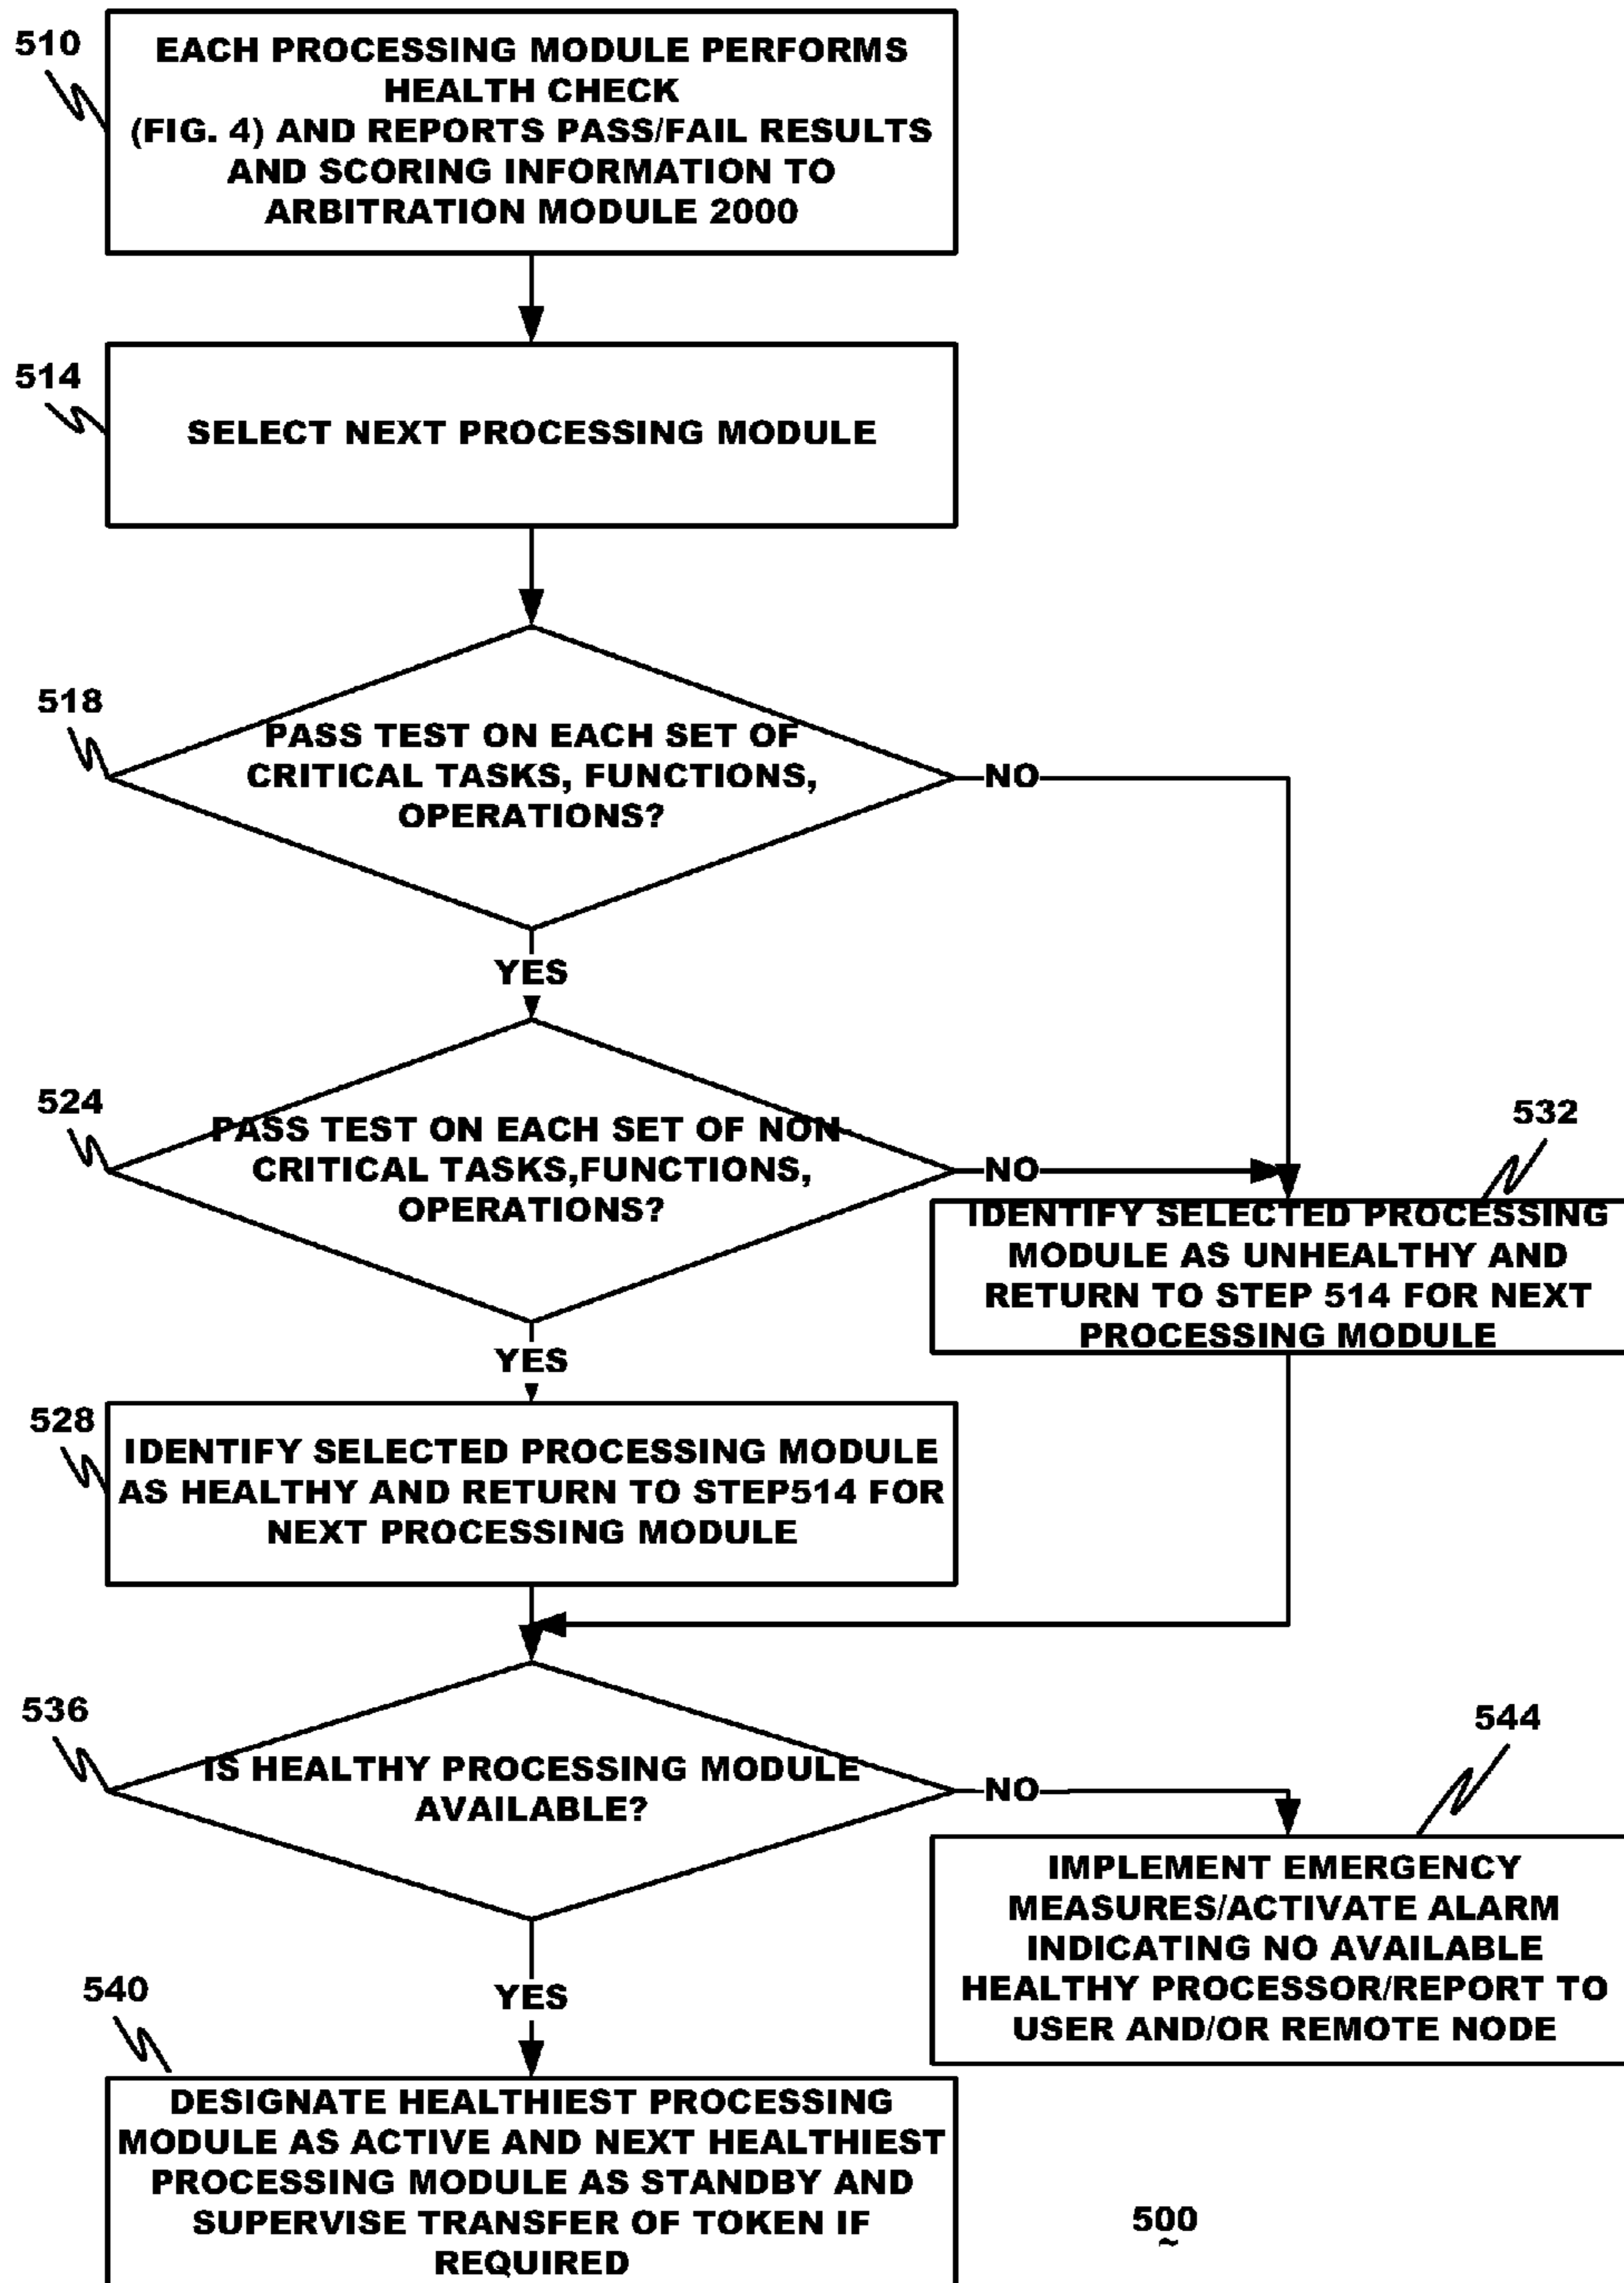 510
EACH PROCESSING MODULE PERFORMS
HEALTH CHECK
(FIG. 4) AND REPORTS PASS/FAIL RESULTS
AND SCORING INFORMATION TO
ARBITRATION MODULE 2000
514
SELECT NEXT PROCESSING MODULE
518
PASS TEST ON EACH SET OF
CRITICAL TASKS, FUNCTIONS,
OPERATIONS?
NO
YES
524
PASS TEST ON EACH SET OF NON-
CRITICAL TASKS,FUNCTIONS,
OPERATIONS?
NO
532
IDENTIFY SELECTED PROCESSING
MODULE AS UNHEALTHY AND
RETURN TO STEP 514 FOR NEXT
PROCESSING MODULE
YES
528
IDENTIFY SELECTED PROCESSING MODULE
AS HEALTHY AND RETURN TO STEP514 FOR
NEXT PROCESSING MODULE
536
IS HEALTHY PROCESSING MODULE
AVAILABLE?
NO
544
IMPLEMENT EMERGENCY
MEASURES/ACTIVATE ALARM
INDICATING NO AVAILABLE
HEALTHY PROCESSOR/REPORT TO
USER AND/OR REMOTE NODE
YES
540
DESIGNATE HEALTHIEST PROCESSING
MODULE AS ACTIVE AND NEXT HEALTHIEST
PROCESSING MODULE AS STANDBY AND
SUPERVISE TRANSFER OF TOKEN IF
REQUIRED
500